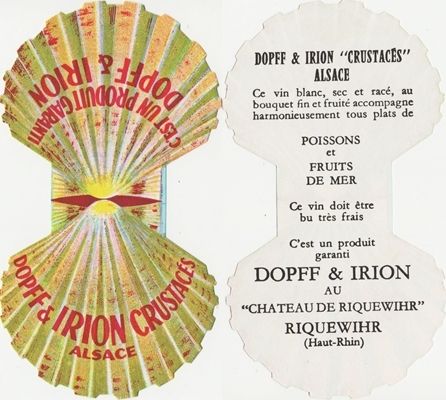 C'EST UN PRODUIT GARANTI
DOPFF & IRION
DOPFF & IRION CRUSTACÉS
ALSACE
DOPFF & IRION "CRUSTACÉS"
ALSACE
Ce vin blanc, sec et racé, au
bouquet fin et fruité accompagne
harmonieusement tous plats de
POISSONS
et
FRUITS
DE MER
Ce vin doit être
bu très frais
C'est un produit
garanti
DOPFF & IRION
AU
"CHATEAU DE RIQUEWIHR"
RIQUEWIHR
(Haut-Rhin)